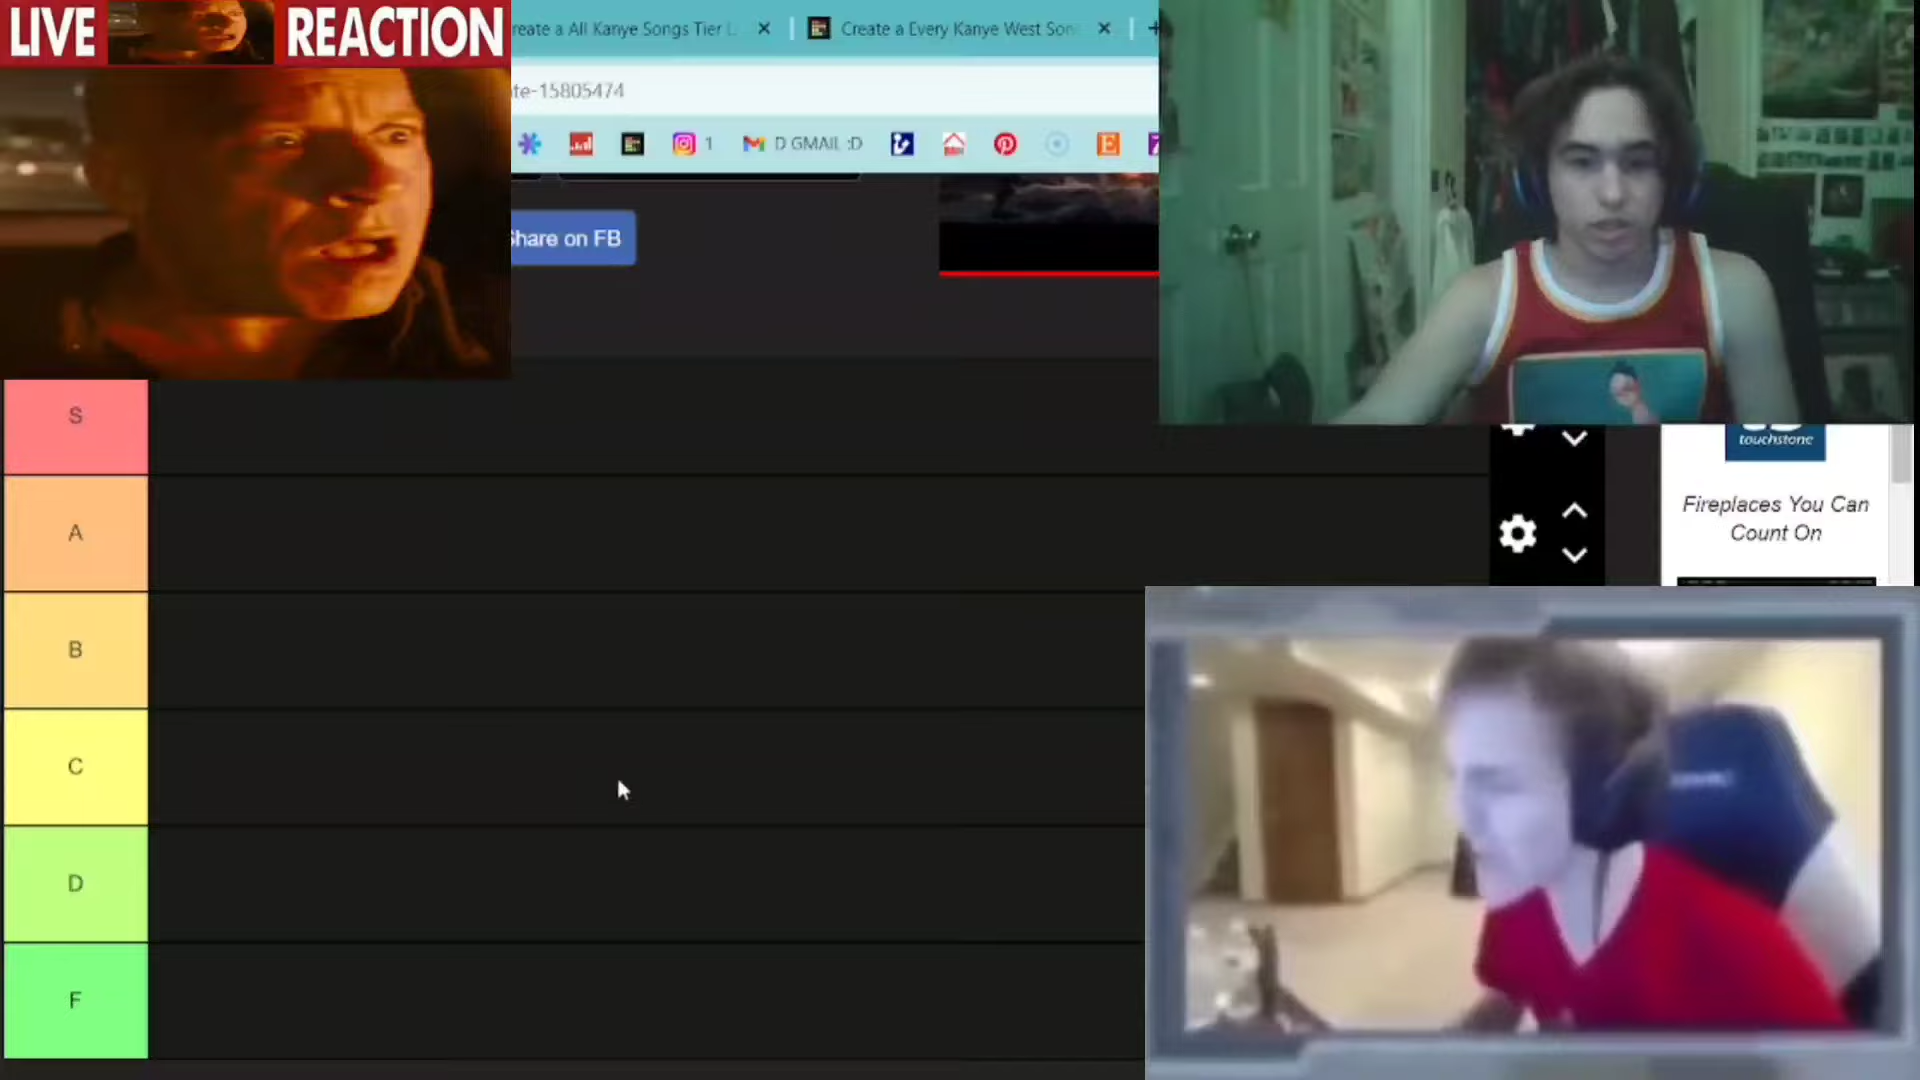 LIVE REACTION
reate a All Kanye Songs Tier L
Create a Every Kanye West Son
te-15805474
1
D GMAIL :D
Share on FB
S
A
B
C
D
F
touchstone
Fireplaces You Can
Count On